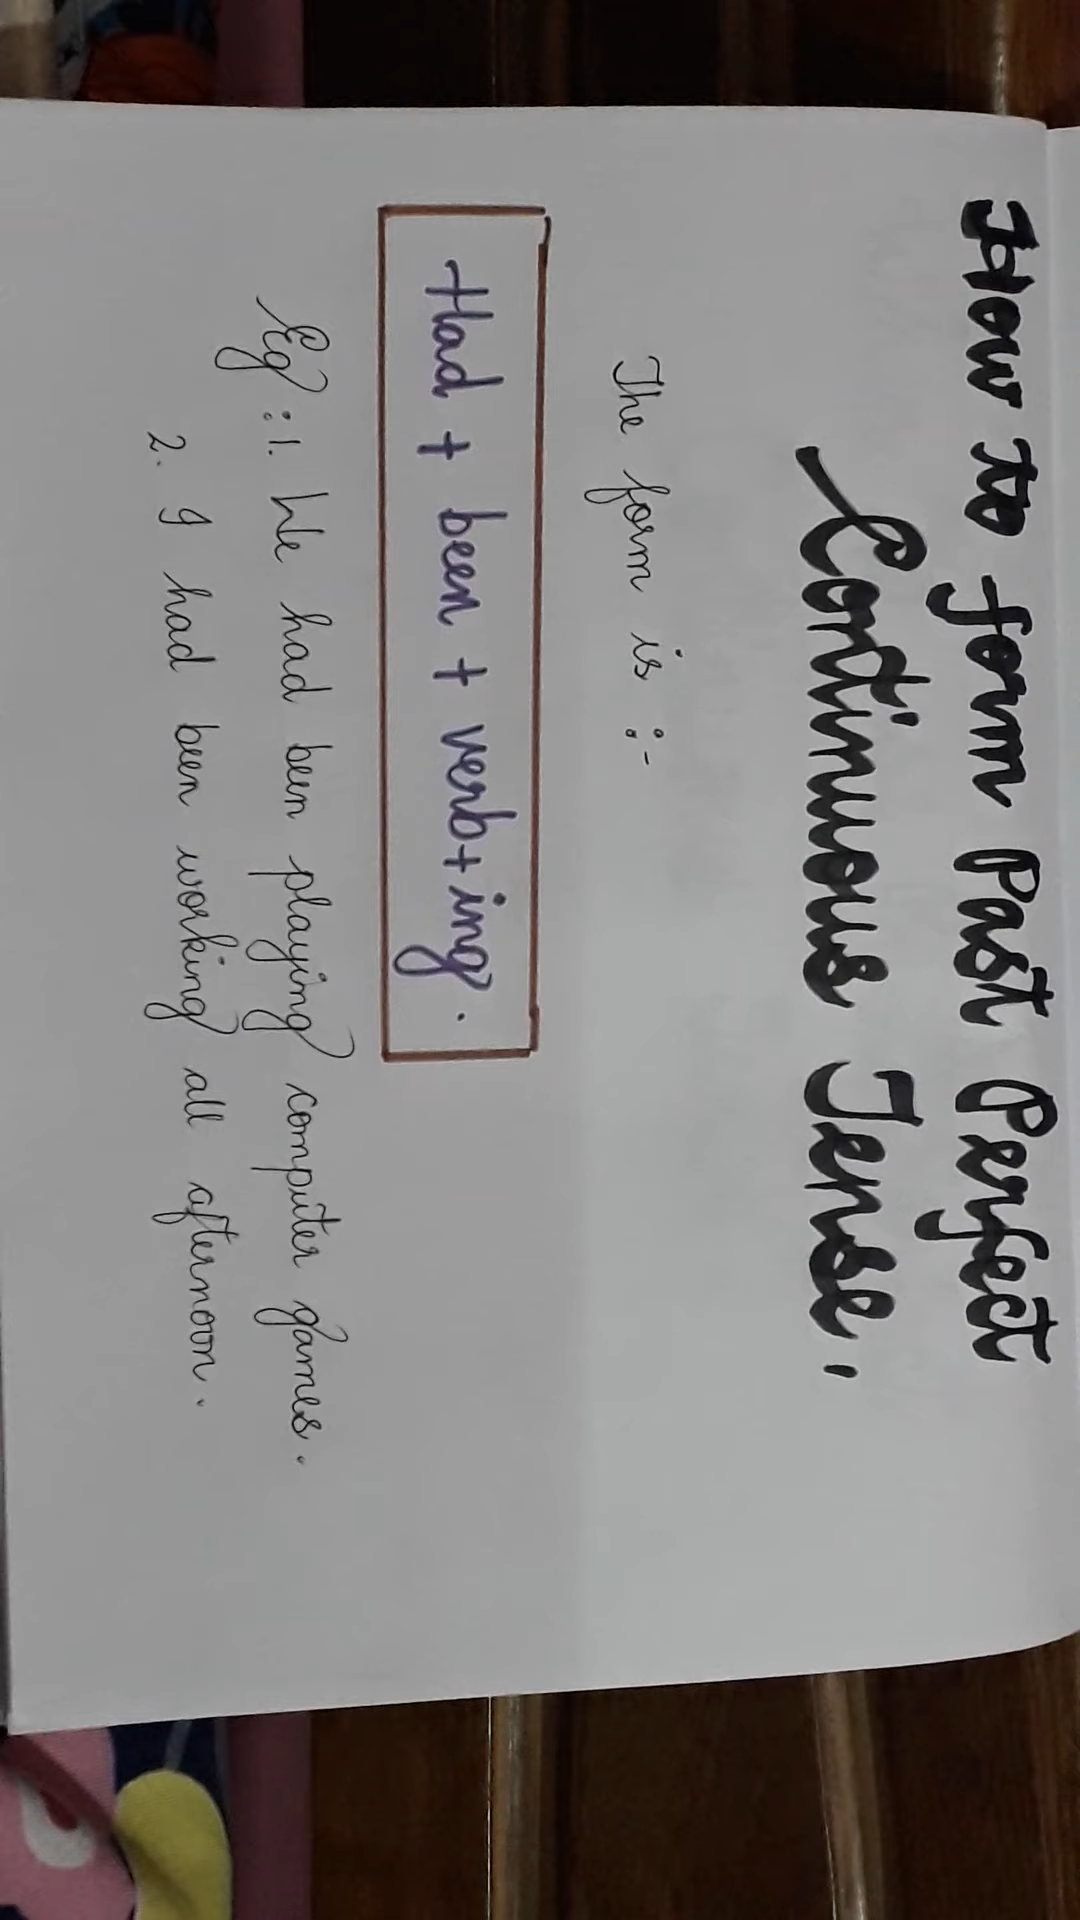 How to form Past Perfect
Continuous Tense.
The form is :-
Had + been + verb+ing.
Eg : 1. We had been playing computer games.
2. I had been working all afternoon.